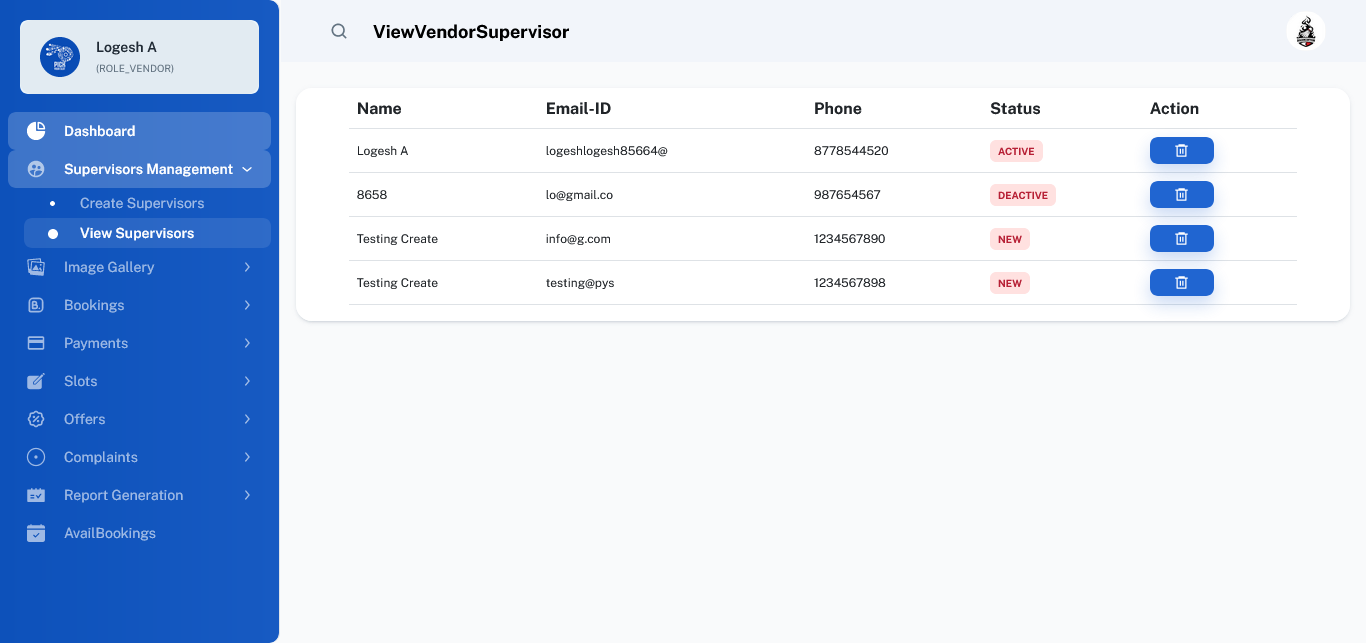 Logesh A
(ROLE_VENDOR)
Dashboard
Supervisors Management
Create Supervisors
View Supervisors
Image Gallery
Bookings
Payments
Slots
Offers
Complaints
Report Generation
AvailBookings
ViewVendorSupervisor
Name Email-ID Phone Status Action
Logesh A logeshlogesh85664@ 8778544520 ACTIVE
8658 lo@gmail.co 987654567 DEACTIVE
Testing Create info@g.com 1234567890 NEW
Testing Create testing@pys 1234567898 NEW